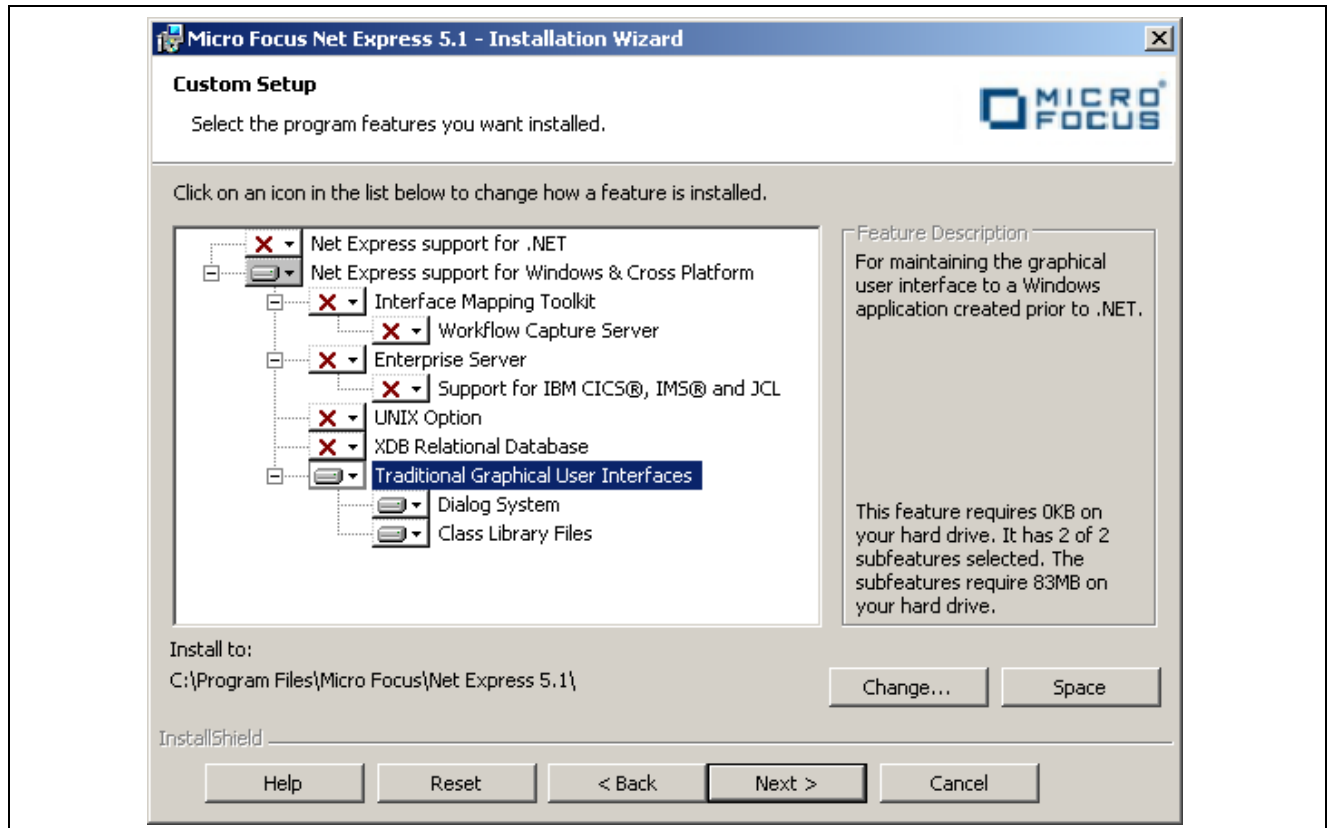 Micro Focus Net Express 5.1 - Installation Wizard
Custom Setup
Select the program features you want installed.
MICRO
FOCUS
Click on an icon in the list below to change how a feature is installed.
Net Express support for .NET
Net Express support for Windows & Cross Platform
Interface Mapping Toolkit
Workflow Capture Server
Enterprise Server
Support for IBM CICS®, IMS® and JCL
UNIX Option
XDB Relational Database
Traditional Graphical User Interfaces
Dialog System
Class Library Files
Feature Description
For maintaining the graphical
user interface to a Windows
application created prior to .NET.
This feature requires 0KB on
your hard drive. It has 2 of 2
subfeatures selected. The
subfeatures require 83MB on
your hard drive.
Install to:
C:\Program Files\Micro Focus\Net Express 5.1\
Change...
Space
InstallShield
Help
Reset
< Back
Next >
Cancel